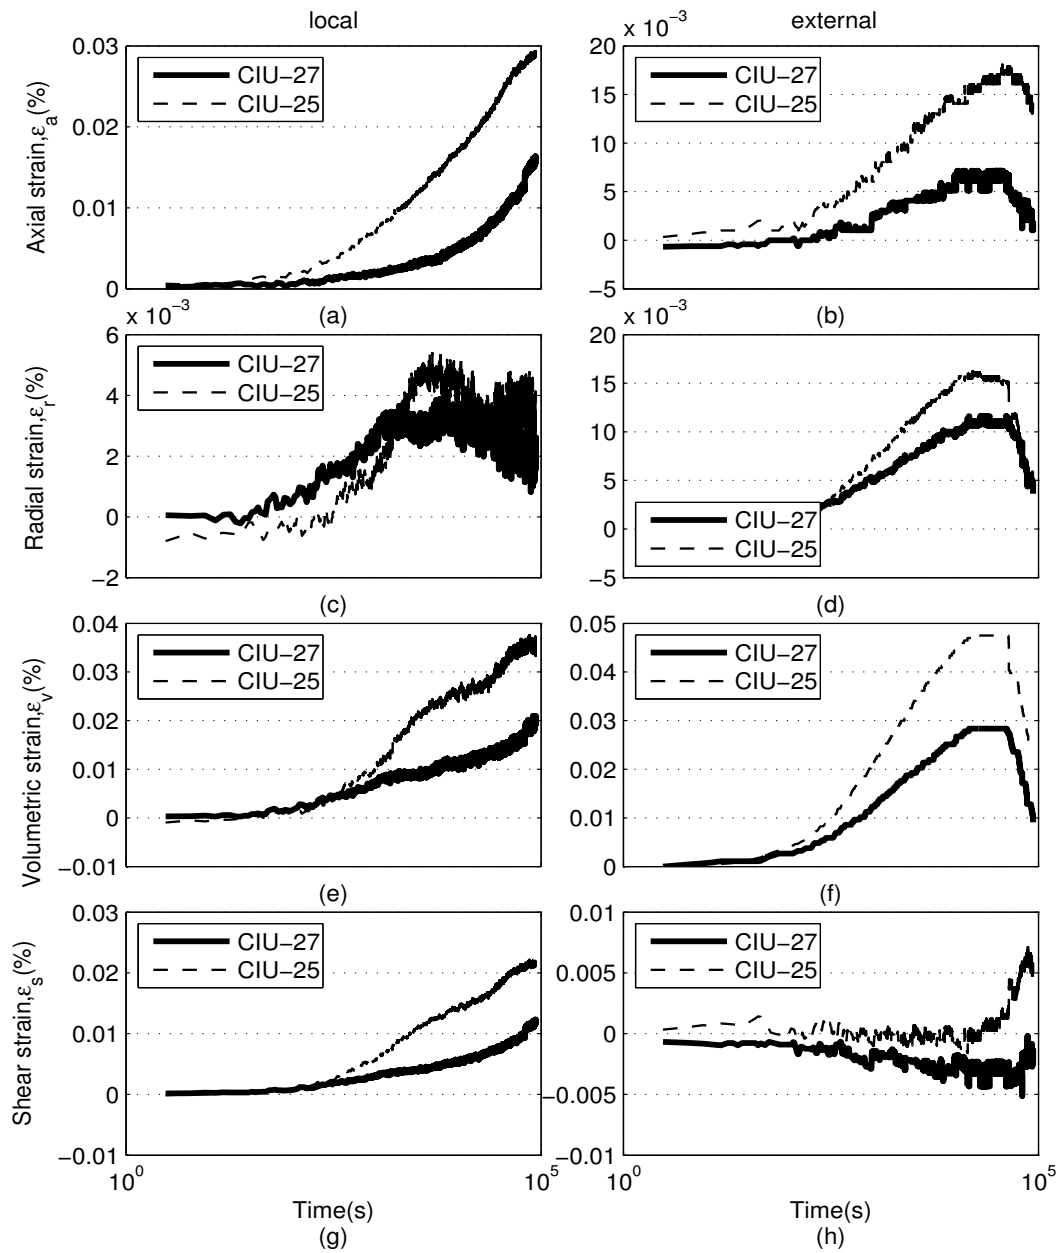 local
external
Axial strain,εa(%)
0.03
0.02
0.01
0
CIU−27
CIU−25
(a)
x 10−3
20
15
10
5
0
−5
CIU−27
CIU−25
(b)
Radial strain,εr(%)
x 10−3
6
4
2
0
−2
CIU−27
CIU−25
(c)
x 10−3
20
15
10
5
0
−5
CIU−27
CIU−25
(d)
Volumetric strain,εv(%)
0.04
0.03
0.02
0.01
0
−0.01
CIU−27
CIU−25
(e)
0.05
0.04
0.03
0.02
0.01
0
CIU−27
CIU−25
(f)
Shear strain,εs(%)
0.03
0.02
0.01
0
−0.01
CIU−27
CIU−25
10^0
10^5
Time(s)
(g)
0.01
0.005
0
−0.005
−0.01
CIU−27
CIU−25
10^0
10^5
Time(s)
(h)